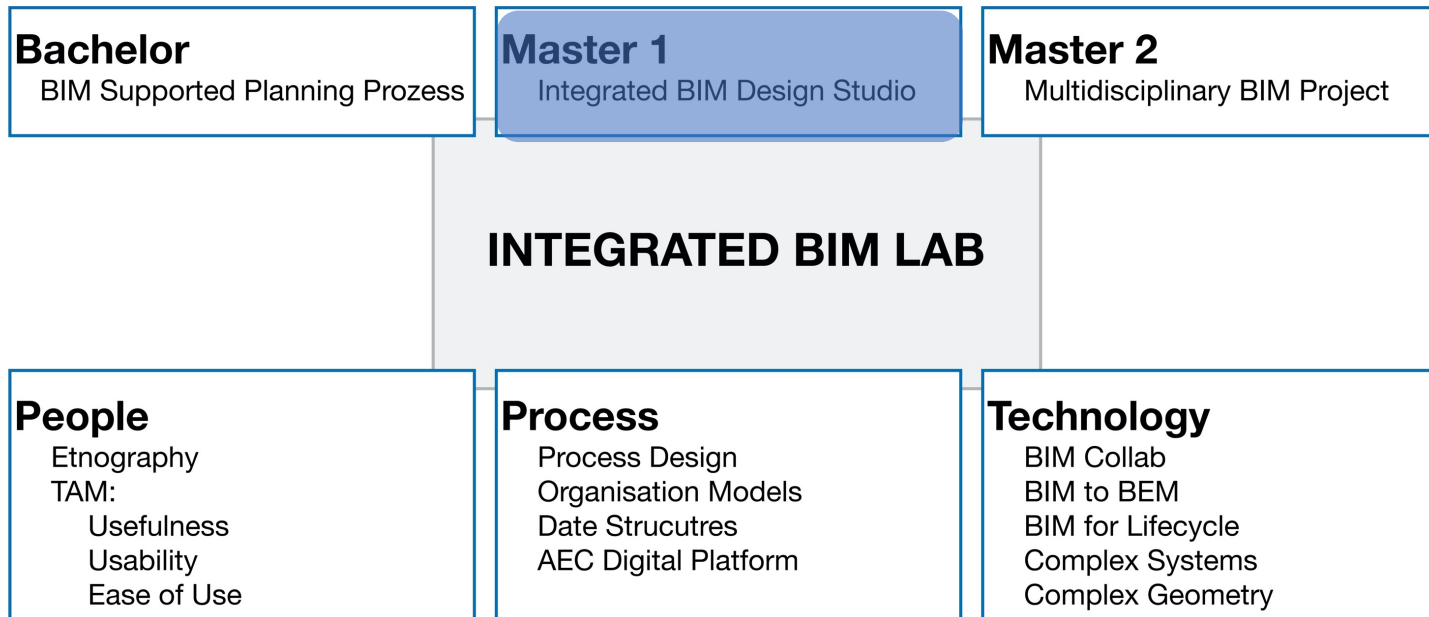 Bachelor
BIM Supported Planning Prozess
Master 1
Integrated BIM Design Studio
Master 2
Multidisciplinary BIM Project
INTEGRATED BIM LAB
People
Etnography
TAM:
Usefulness
Usability
Ease of Use
Process
Process Design
Organisation Models
Date Strucutres
AEC Digital Platform
Technology
BIM Collab
BIM to BEM
BIM for Lifecycle
Complex Systems
Complex Geometry